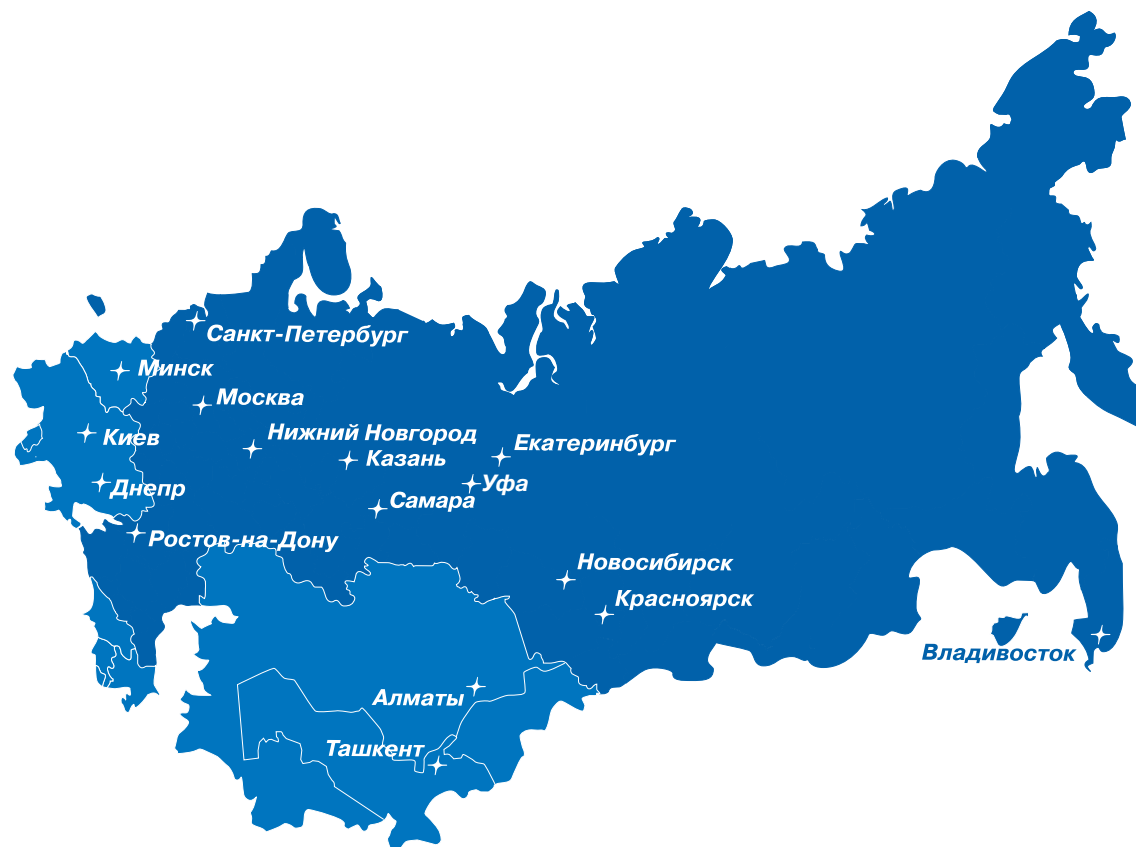 Санкт-Петербург
Минск
Москва
Нижний Новгород
Киев
Екатеринбург
Казань
Уфа
Днепр
Самара
Ростов-на-Дону
Новосибирск
Красноярск
Владивосток
Алматы
Ташкент